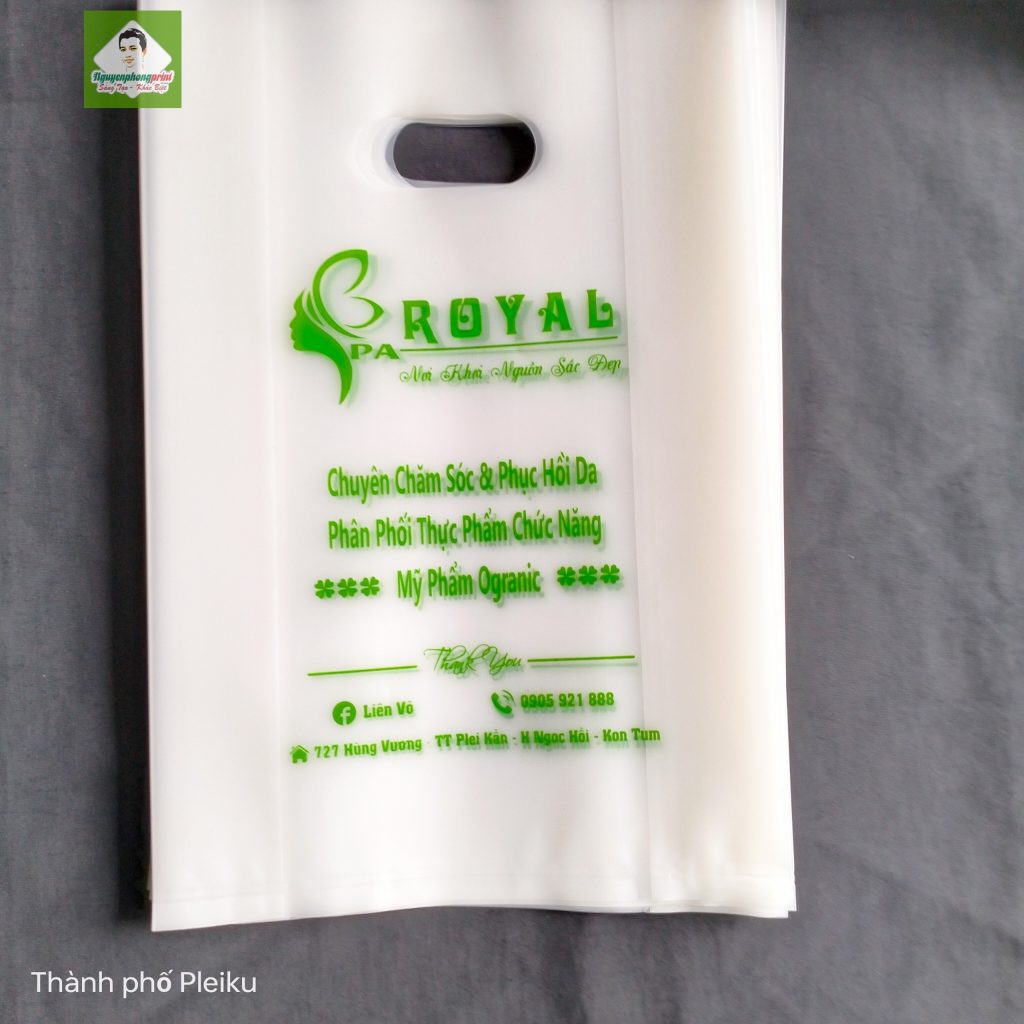 Nguyenphongprint
Sáng Tạo - Khác Biệt
ROYAL
SPA
Nơi Khơi Nguồn Sắc Đẹp
Chuyên Chăm Sóc & Phục Hồi Da
Phân Phối Thực Phẩm Chức Năng
Mỹ Phẩm Ogranic
Thank You
Liên Võ 0905 921 888
727 Hùng Vương - TT Plei Kần - H Ngọc Hồi - Kon Tum
Thành phố Pleiku